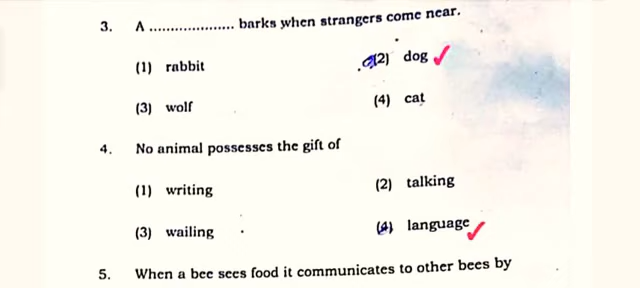 3. A .................... barks when strangers come near.
(1) rabbit (2) dog
(3) wolf (4) cat
4. No animal possesses the gift of
(1) writing (2) talking
(3) wailing (4) language
5. When a bee sees food it communicates to other bees by